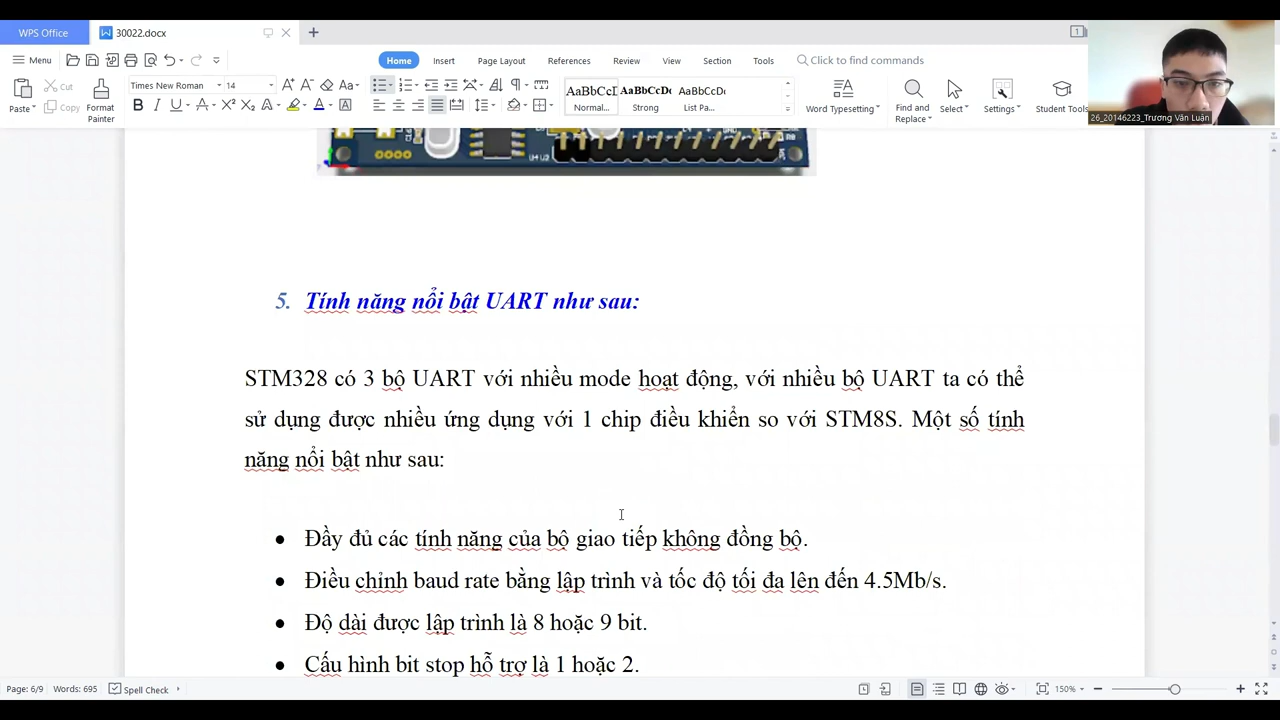 WPS Office
30022.docx
Menu
Home
Insert
Page Layout
References
Review
View
Section
Tools
Click to find commands
Paste
Cut
Copy
Format Painter
Times New Roman
14
AaBbCcD
Normal...
AaBbCcDc
Strong
AaBbCcDc
List Pa...
Word Typesetting
Find and Replace
Select
Settings
Student Tools
26_20146223_Trương Văn Luận
5. Tính năng nổi bật UART như sau:
STM328 có 3 bộ UART với nhiều mode hoạt động, với nhiều bộ UART ta có thể
sử dụng được nhiều ứng dụng với 1 chip điều khiển so với STM8S. Một số tính
năng nổi bật như sau:
• Đầy đủ các tính năng của bộ giao tiếp không đồng bộ.
• Điều chỉnh baud rate bằng lập trình và tốc độ tối đa lên đến 4.5Mb/s.
• Độ dài được lập trình là 8 hoặc 9 bit.
• Cấu hình bit stop hỗ trợ là 1 hoặc 2.
Page: 6/9
Words: 695
Spell Check
150%